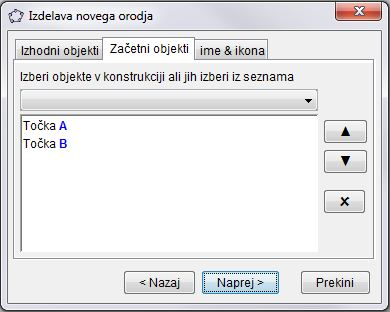 Izdelava novega orodja
Izhodni objekti
Začetni objekti
ime & ikona
Izberi objekte v konstrukciji ali jih izberi iz seznama
Točka A
Točka B
< Nazaj
Naprej >
Prekini